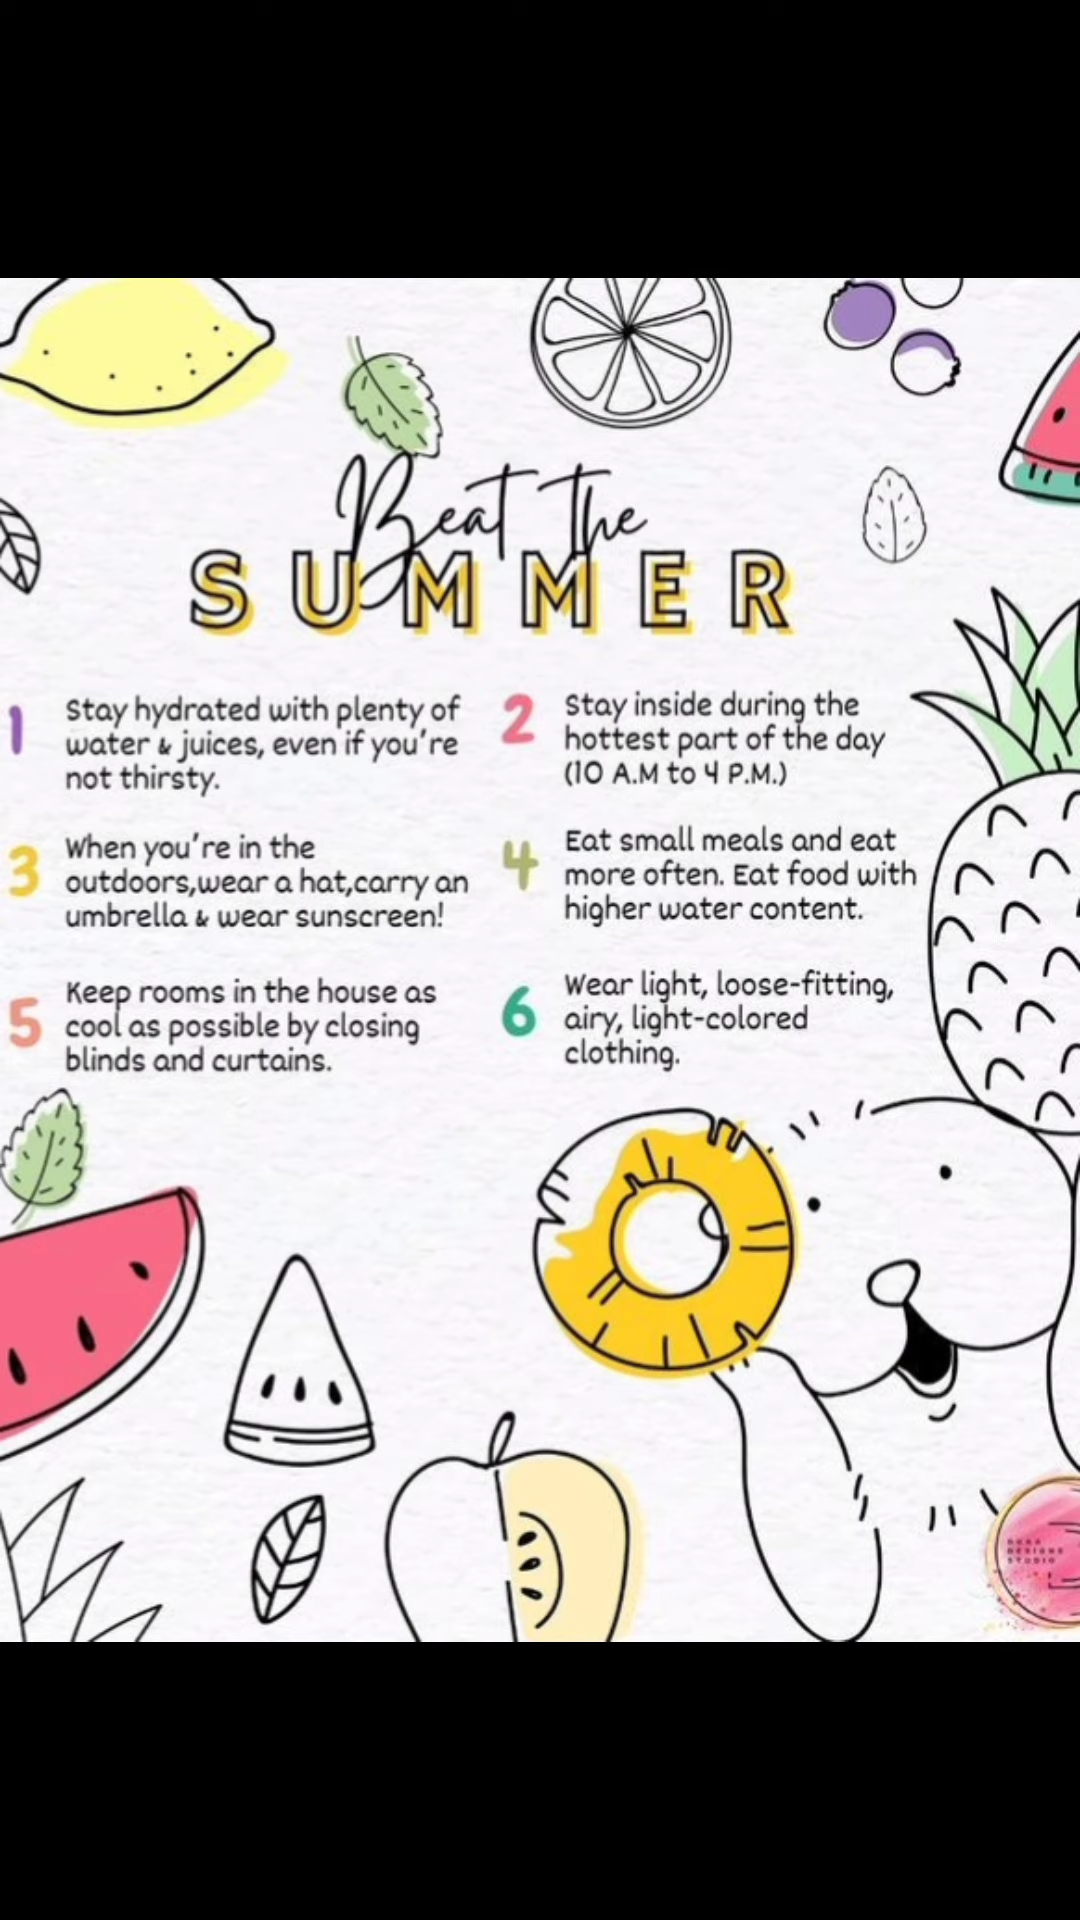 Beat the
SUMMER
1
Stay hydrated with plenty of
water & juices, even if you're
not thirsty.
2
Stay inside during the
hottest part of the day
(10 A.M to 4 P.M.)
3
When you're in the
outdoors,wear a hat,carry an
umbrella & wear sunscreen!
4
Eat small meals and eat
more often. Eat food with
higher water content.
5
Keep rooms in the house as
cool as possible by closing
blinds and curtains.
6
Wear light, loose-fitting,
airy, light-colored
clothing.
DESIGNS
STUDIO